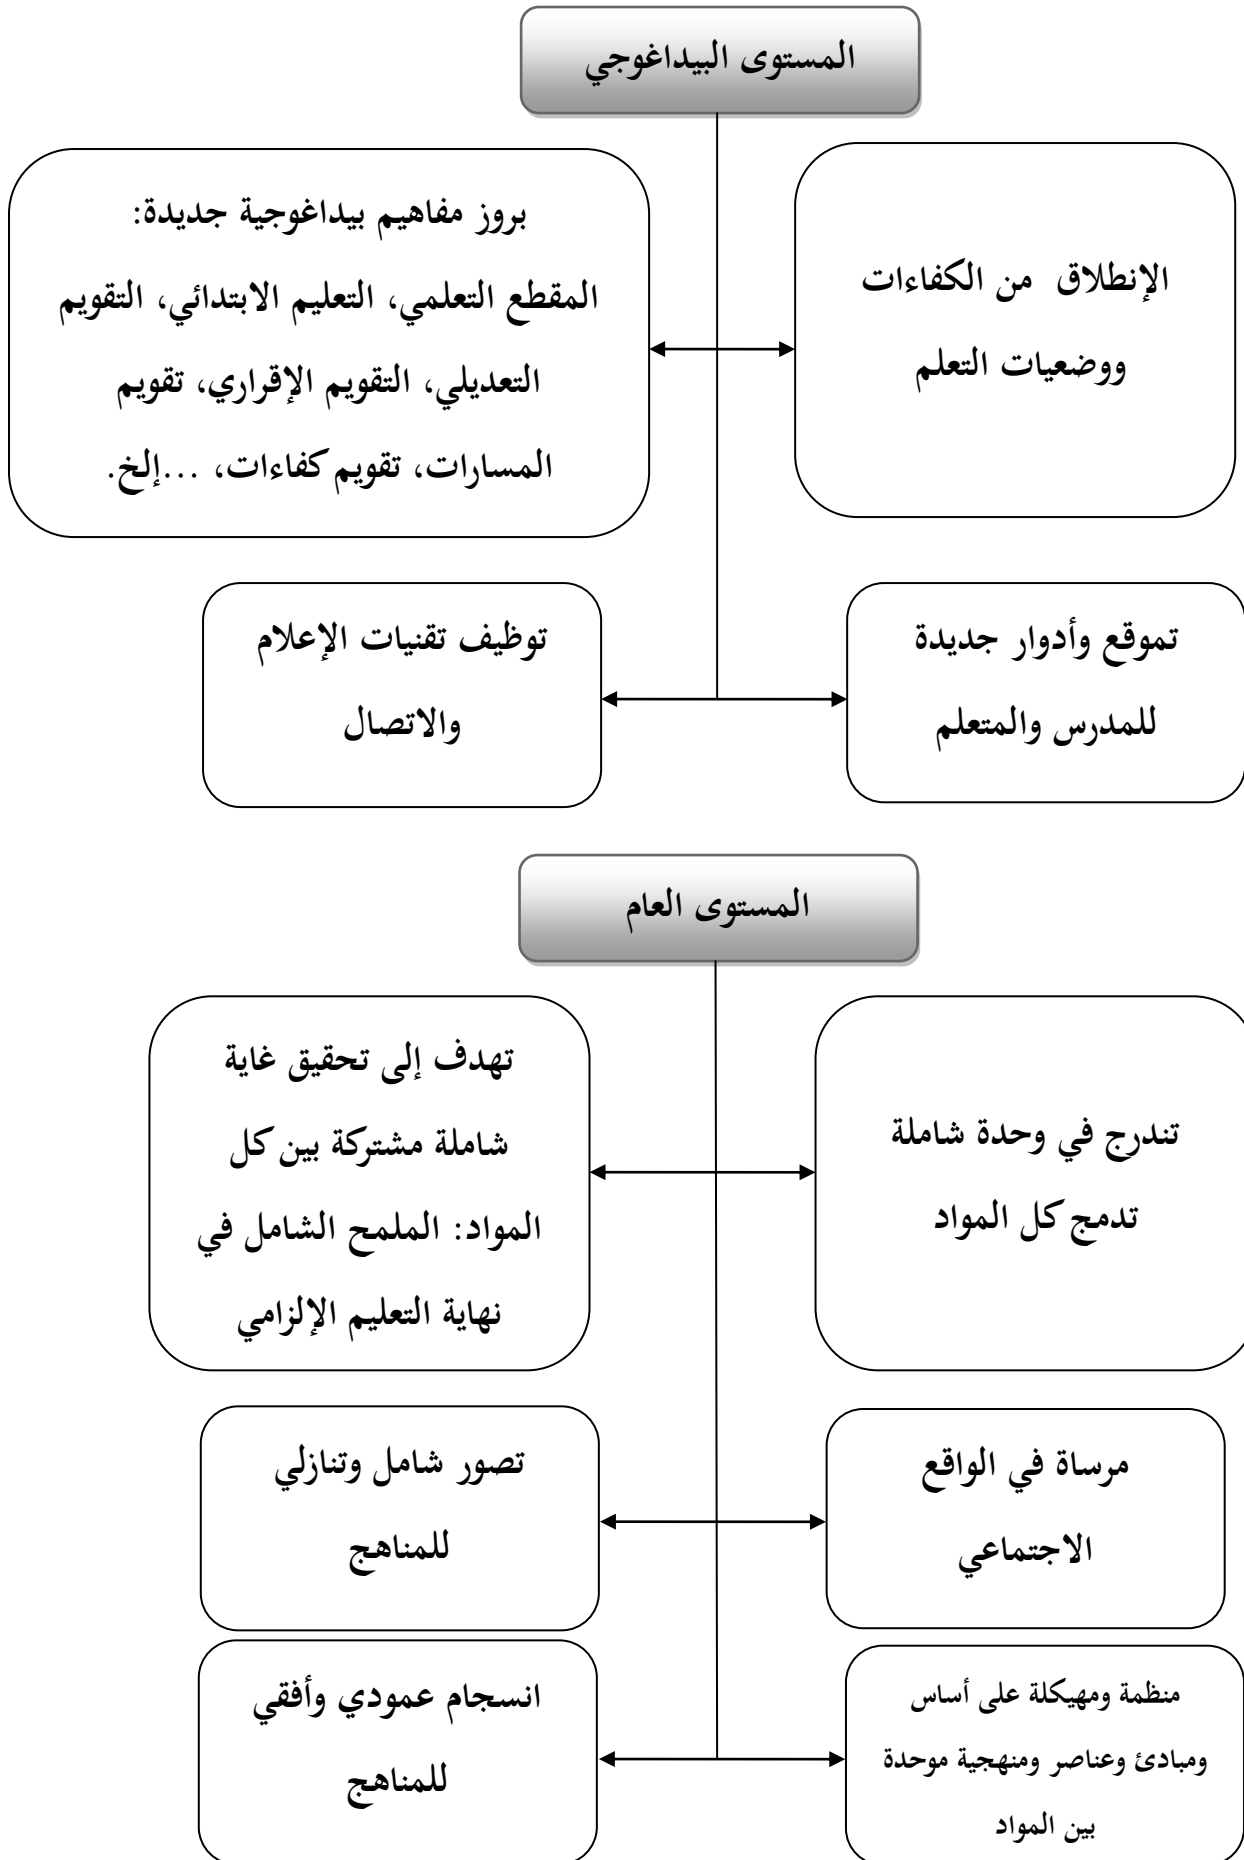 المستوى البيداغوجي
الإنطلاق من الكفاءات
ووضعيات التعلم
بروز مفاهيم بيداغوجية جديدة:
المقطع التعلمي، التعليم الابتدائي، التقويم
التعديلي، التقويم الإقراري، تقويم
المسارات، تقويم كفاءات، ...إلخ.
تموقع وأدوار جديدة
للمدرس والمتعلم
توظيف تقنيات الإعلام
والاتصال
المستوى العام
تندرج في وحدة شاملة
تدمج كل المواد
تهدف إلى تحقيق غاية
شاملة مشتركة بين كل
المواد: الملمح الشامل في
نهاية التعليم الإلزامي
مرساة في الواقع
الاجتماعي
تصور شامل وتنازلي
للمناهج
منظمة ومهيكلة على أساس
ومبادئ وعناصر ومنهجية موحدة
بين المواد
انسجام عمودي وأفقي
للمناهج